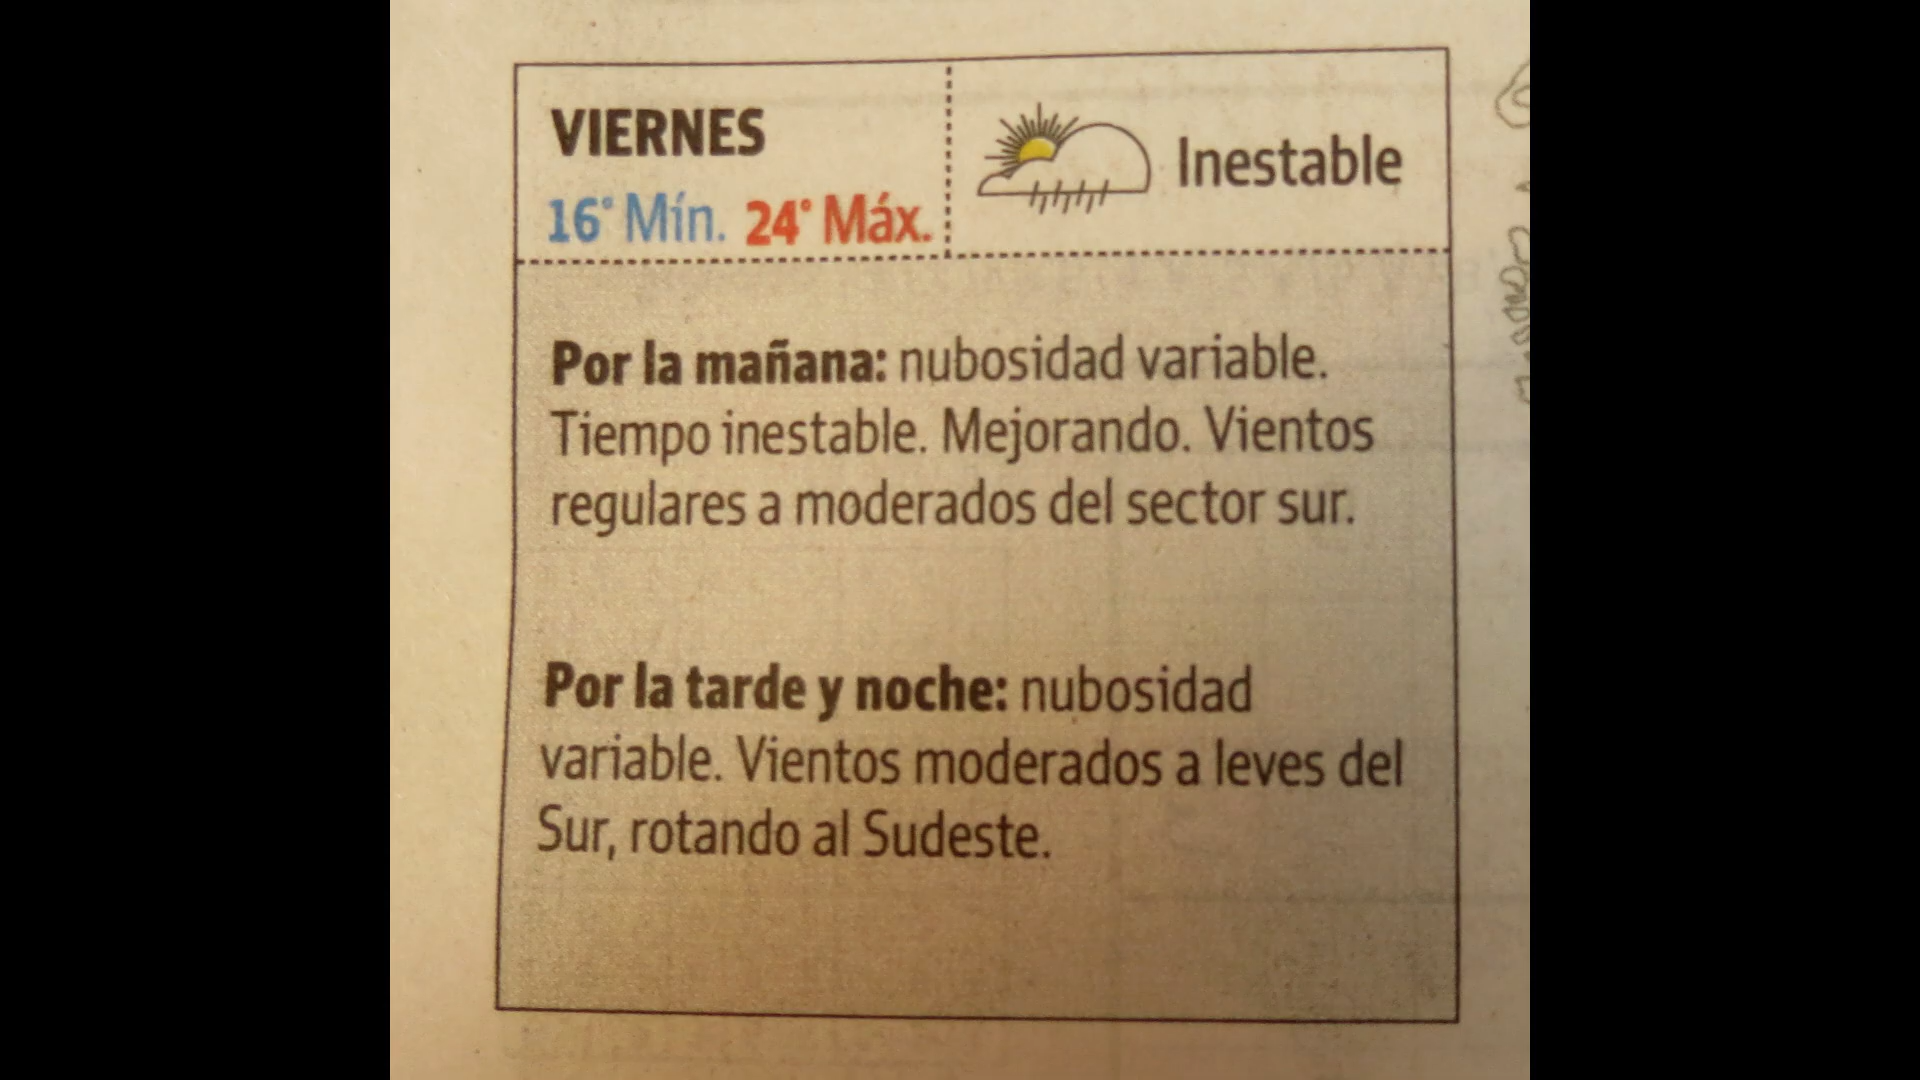 VIERNES
16° Mín. 24° Máx.
Inestable
Por la mañana: nubosidad variable.
Tiempo inestable. Mejorando. Vientos
regulares a moderados del sector sur.
Por la tarde y noche: nubosidad
variable. Vientos moderados a leves del
Sur, rotando al Sudeste.